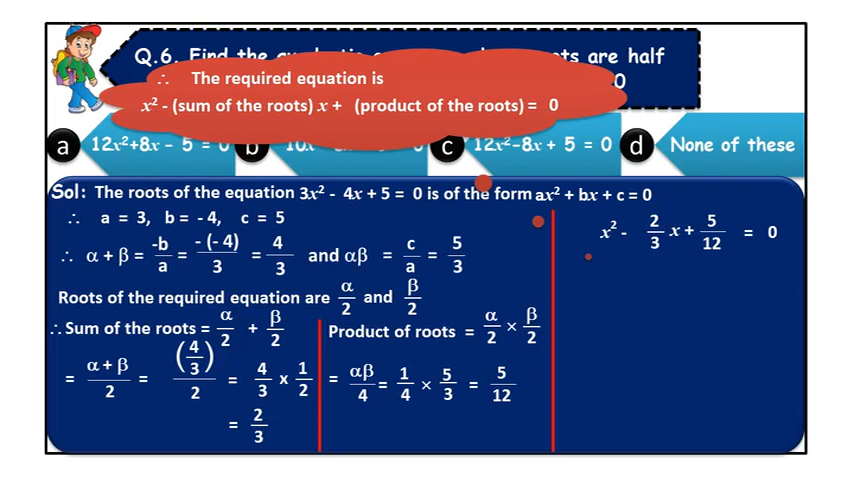 Q.6. Find the are half
0
∴ The required equation is
x² - (sum of the roots) x + (product of the roots) = 0
a 12x²+8x - 5 = 0 b c 12x²-8x + 5 = 0 d None of these
Sol: The roots of the equation 3x² - 4x + 5 = 0 is of the form ax² + bx + c = 0
∴ a = 3, b = - 4, c = 5
∴ α + β = -b/a = - (- 4)/3 = 4/3 and αβ = c/a = 5/3
Roots of the required equation are α/2 and β/2
∴ Sum of the roots = α/2 + β/2
= α + β/2 = (4/3)/2 = 4/3 x 1/2
= 2/3
Product of roots = α/2 × β/2
= αβ/4 = 1/4 × 5/3 = 5/12
x² - 2/3 x + 5/12 = 0